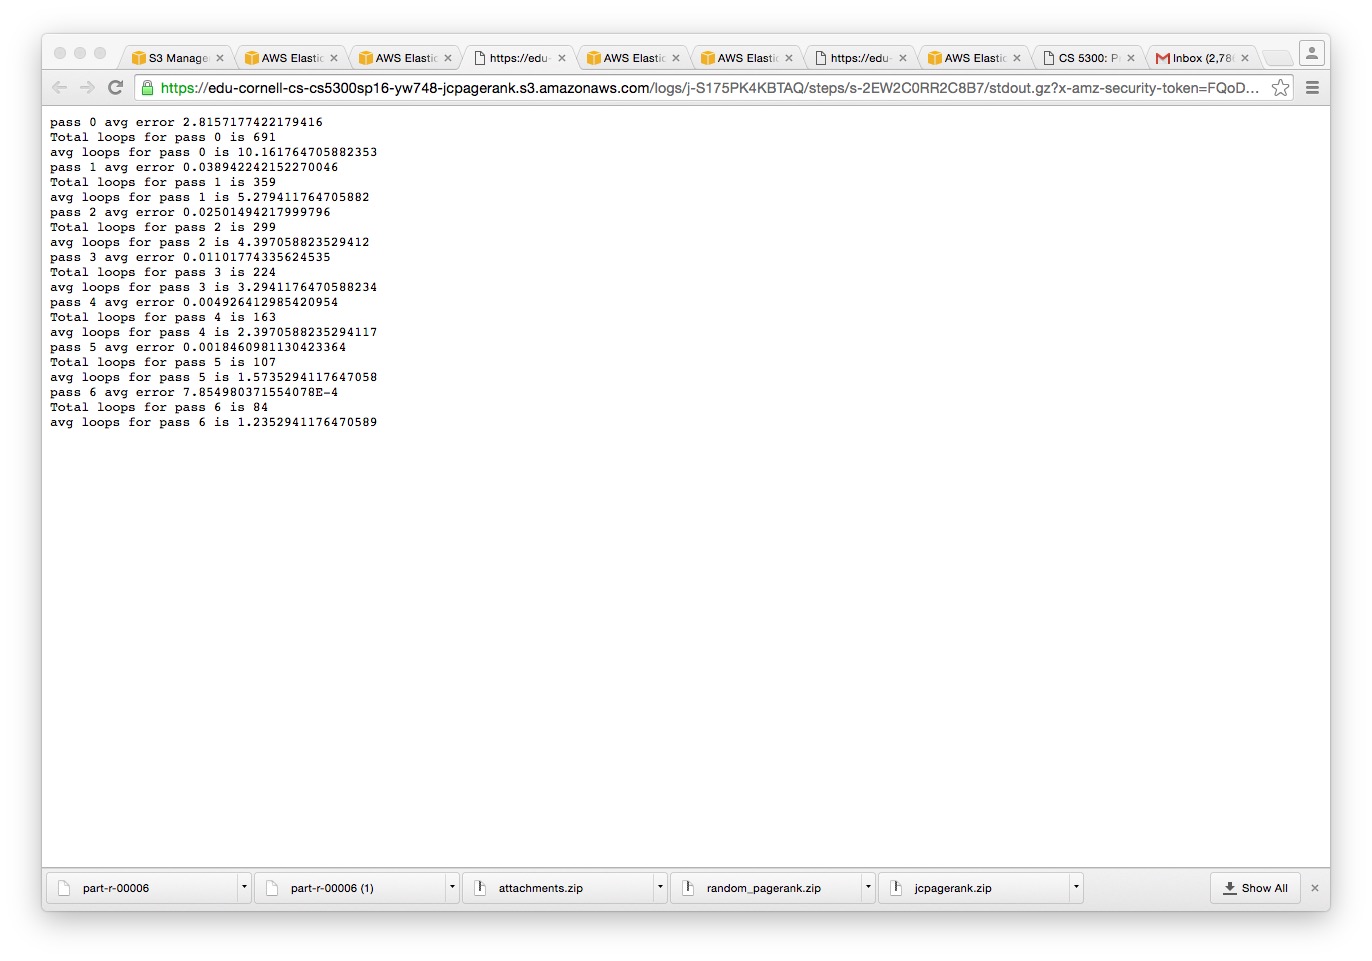 S3 Manage
AWS Elastic
AWS Elastic
https://edu-
AWS Elastic
AWS Elastic
https://edu-
AWS Elastic
CS 5300: P
Inbox (2,78
https://edu-cornell-cs-cs5300sp16-yw748-jcpagerank.s3.amazonaws.com/logs/j-S175PK4KBTAQ/steps/s-2EW2C0RR2C8B7/stdout.gz?x-amz-security-token=FQoD...
pass 0 avg error 2.8157177422179416
Total loops for pass 0 is 691
avg loops for pass 0 is 10.161764705882353
pass 1 avg error 0.038942242152270046
Total loops for pass 1 is 359
avg loops for pass 1 is 5.279411764705882
pass 2 avg error 0.02501494217999796
Total loops for pass 2 is 299
avg loops for pass 2 is 4.397058823529412
pass 3 avg error 0.01101774335624535
Total loops for pass 3 is 224
avg loops for pass 3 is 3.2941176470588234
pass 4 avg error 0.004926412985420954
Total loops for pass 4 is 163
avg loops for pass 4 is 2.3970588235294117
pass 5 avg error 0.0018460981130423364
Total loops for pass 5 is 107
avg loops for pass 5 is 1.5735294117647058
pass 6 avg error 7.854980371554078E-4
Total loops for pass 6 is 84
avg loops for pass 6 is 1.2352941176470589
part-r-00006
part-r-00006 (1)
attachments.zip
random_pagerank.zip
jcpagerank.zip
Show All